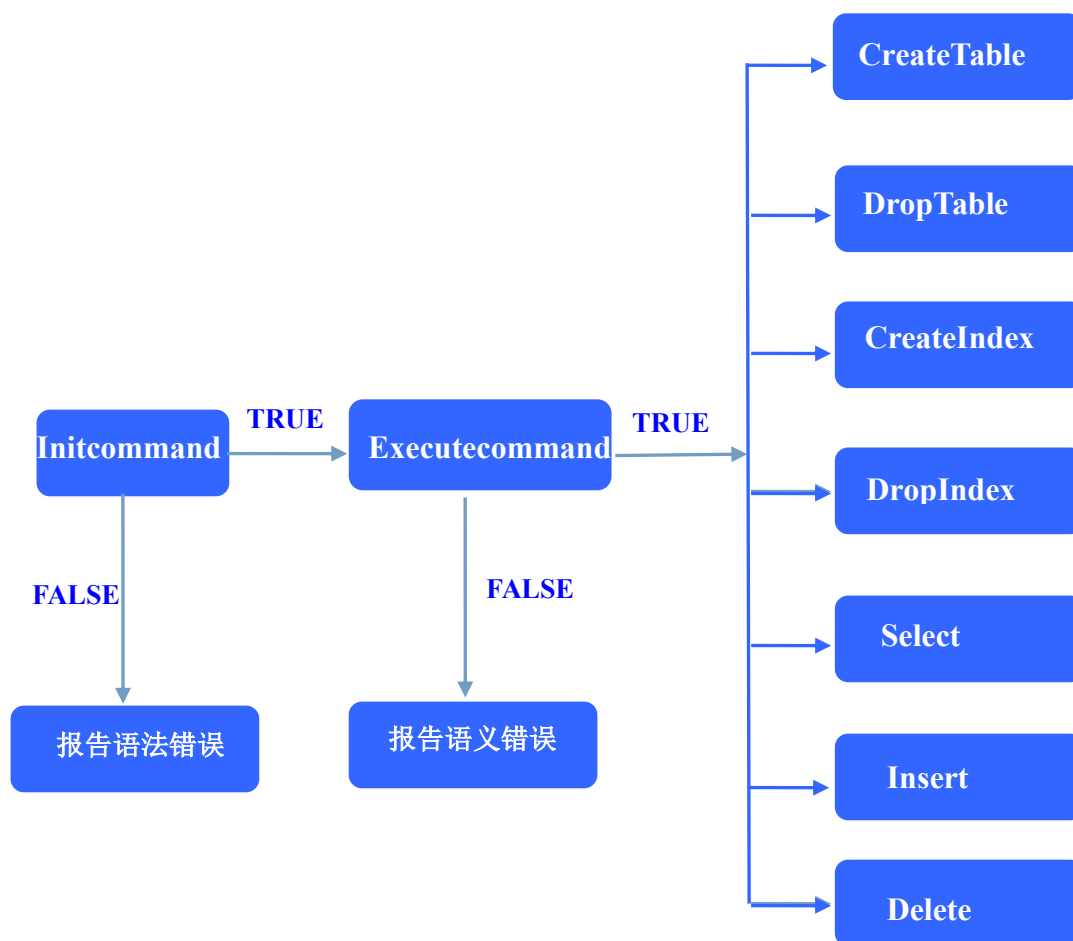 CreateTable
DropTable
CreateIndex
TRUE
TRUE
Initcommand
Executecommand
DropIndex
FALSE
FALSE
Select
报告语法错误
报告语义错误
Insert
Delete